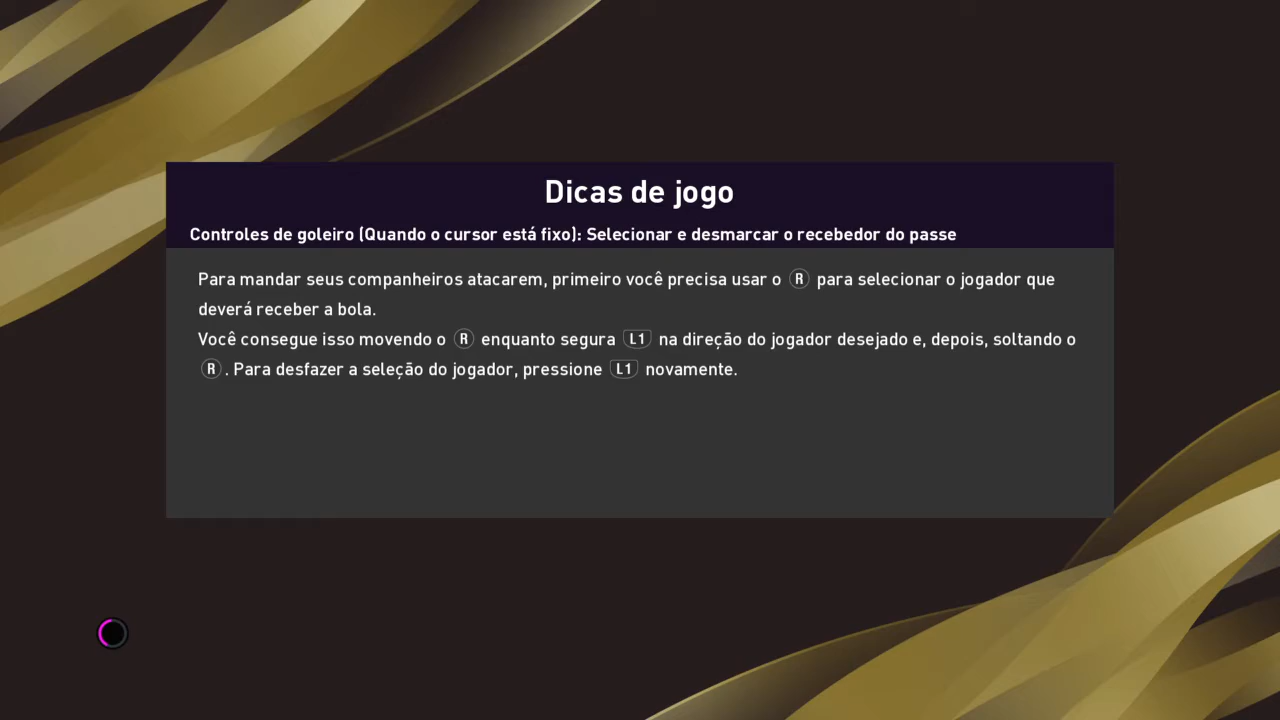 Dicas de jogo
Controles de goleiro (Quando o cursor está fixo): Selecionar e desmarcar o recebedor do passe
Para mandar seus companheiros atacarem, primeiro você precisa usar o R para selecionar o jogador que
deverá receber a bola.
Você consegue isso movendo o R enquanto segura L1 na direção do jogador desejado e, depois, soltando o
R. Para desfazer a seleção do jogador, pressione L1 novamente.